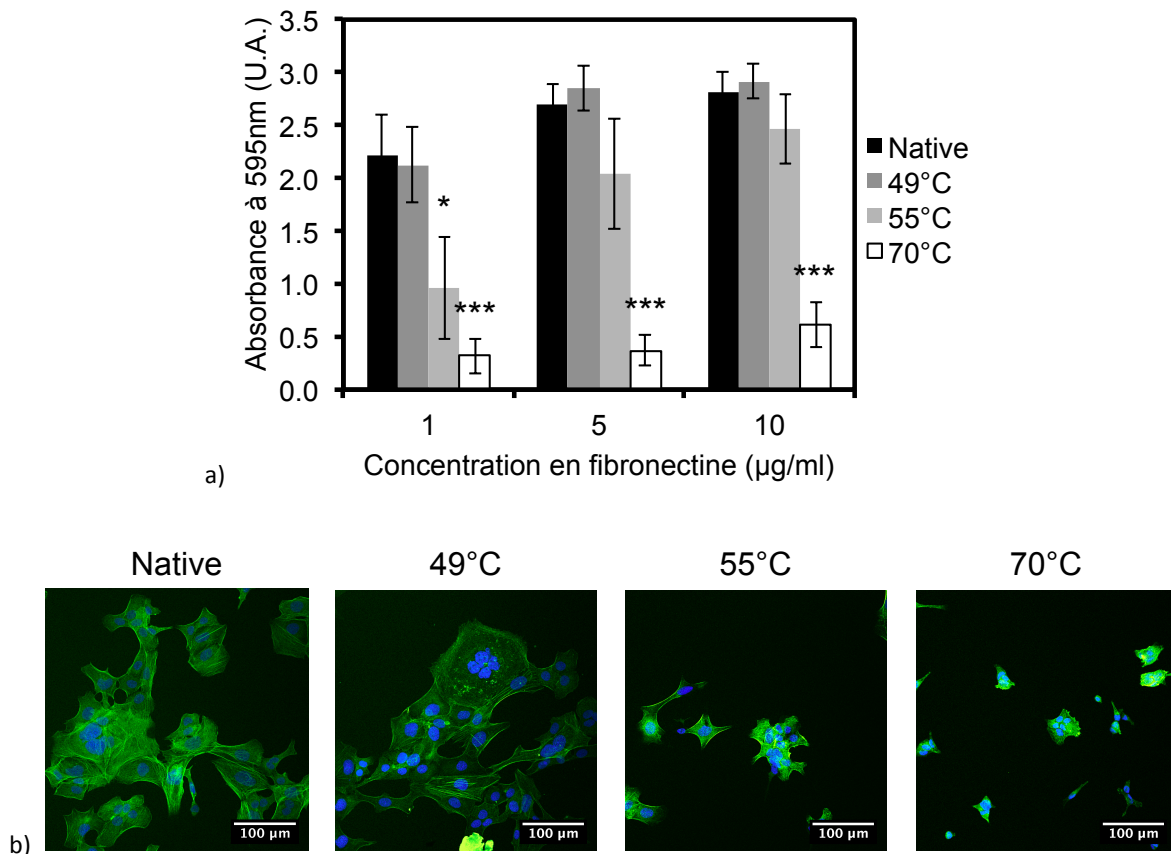 Absorbance à 595nm (U.A.)
3.5
3.0
2.5
2.0
1.5
1.0
0.5
0.0
*
***
***
***
1
5
10
Concentration en fibronectine (µg/ml)
Native
49°C
55°C
70°C
a)
Native
49°C
55°C
70°C
100 µm
100 µm
100 µm
100 µm
b)